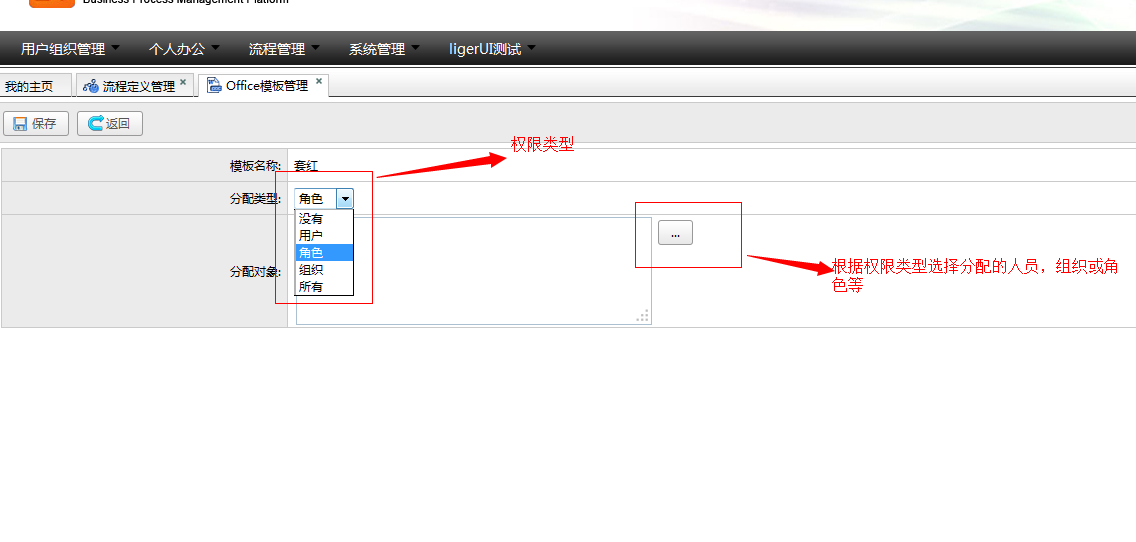 Business Process Management Platform
用户组织管理 个人办公 流程管理 系统管理 ligerUI测试
我的主页 流程定义管理 Office模板管理
保存 返回
权限类型
模板名称: 套红
分配类型: 角色
没有
用户
角色
组织
所有
分配对象:
...
根据权限类型选择分配的人员，组织或角
色等